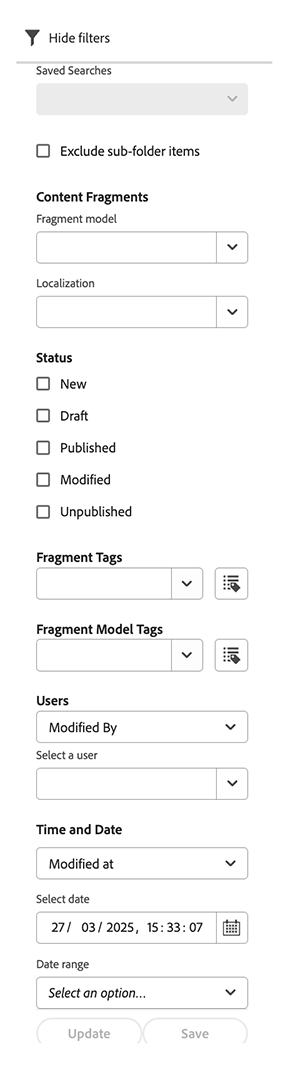 Hide filters
Saved Searches
Exclude sub-folder items
Content Fragments
Fragment model
Localization
Status
New
Draft
Published
Modified
Unpublished
Fragment Tags
Fragment Model Tags
Users
Modified By
Select a user
Time and Date
Modified at
Select date
27/ 03/ 2025, 15:33:07
Date range
Select an option...
Update Save